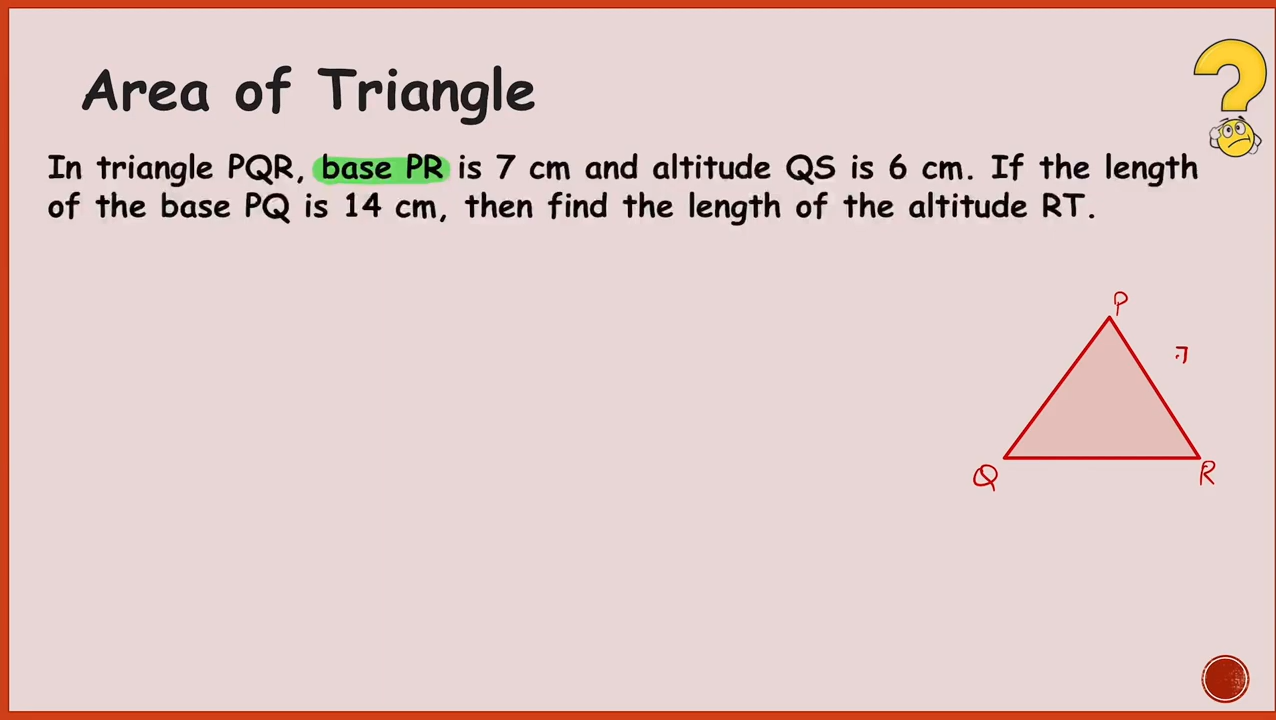 Area of Triangle
In triangle PQR, base PR is 7 cm and altitude QS is 6 cm. If the length
of the base PQ is 14 cm, then find the length of the altitude RT.
P
7
Q
R